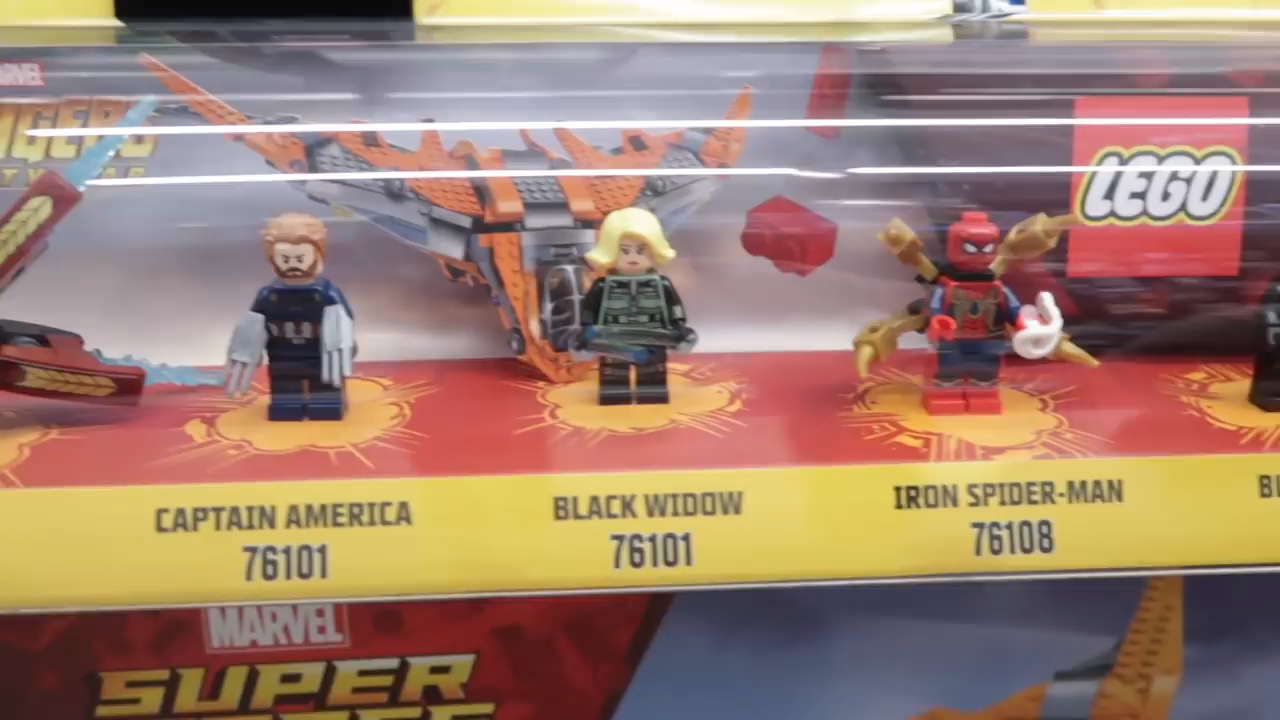 MARVEL
LEGO
CAPTAIN AMERICA
76101
BLACK WIDOW
76101
IRON SPIDER-MAN
76108
MARVEL
SUPER